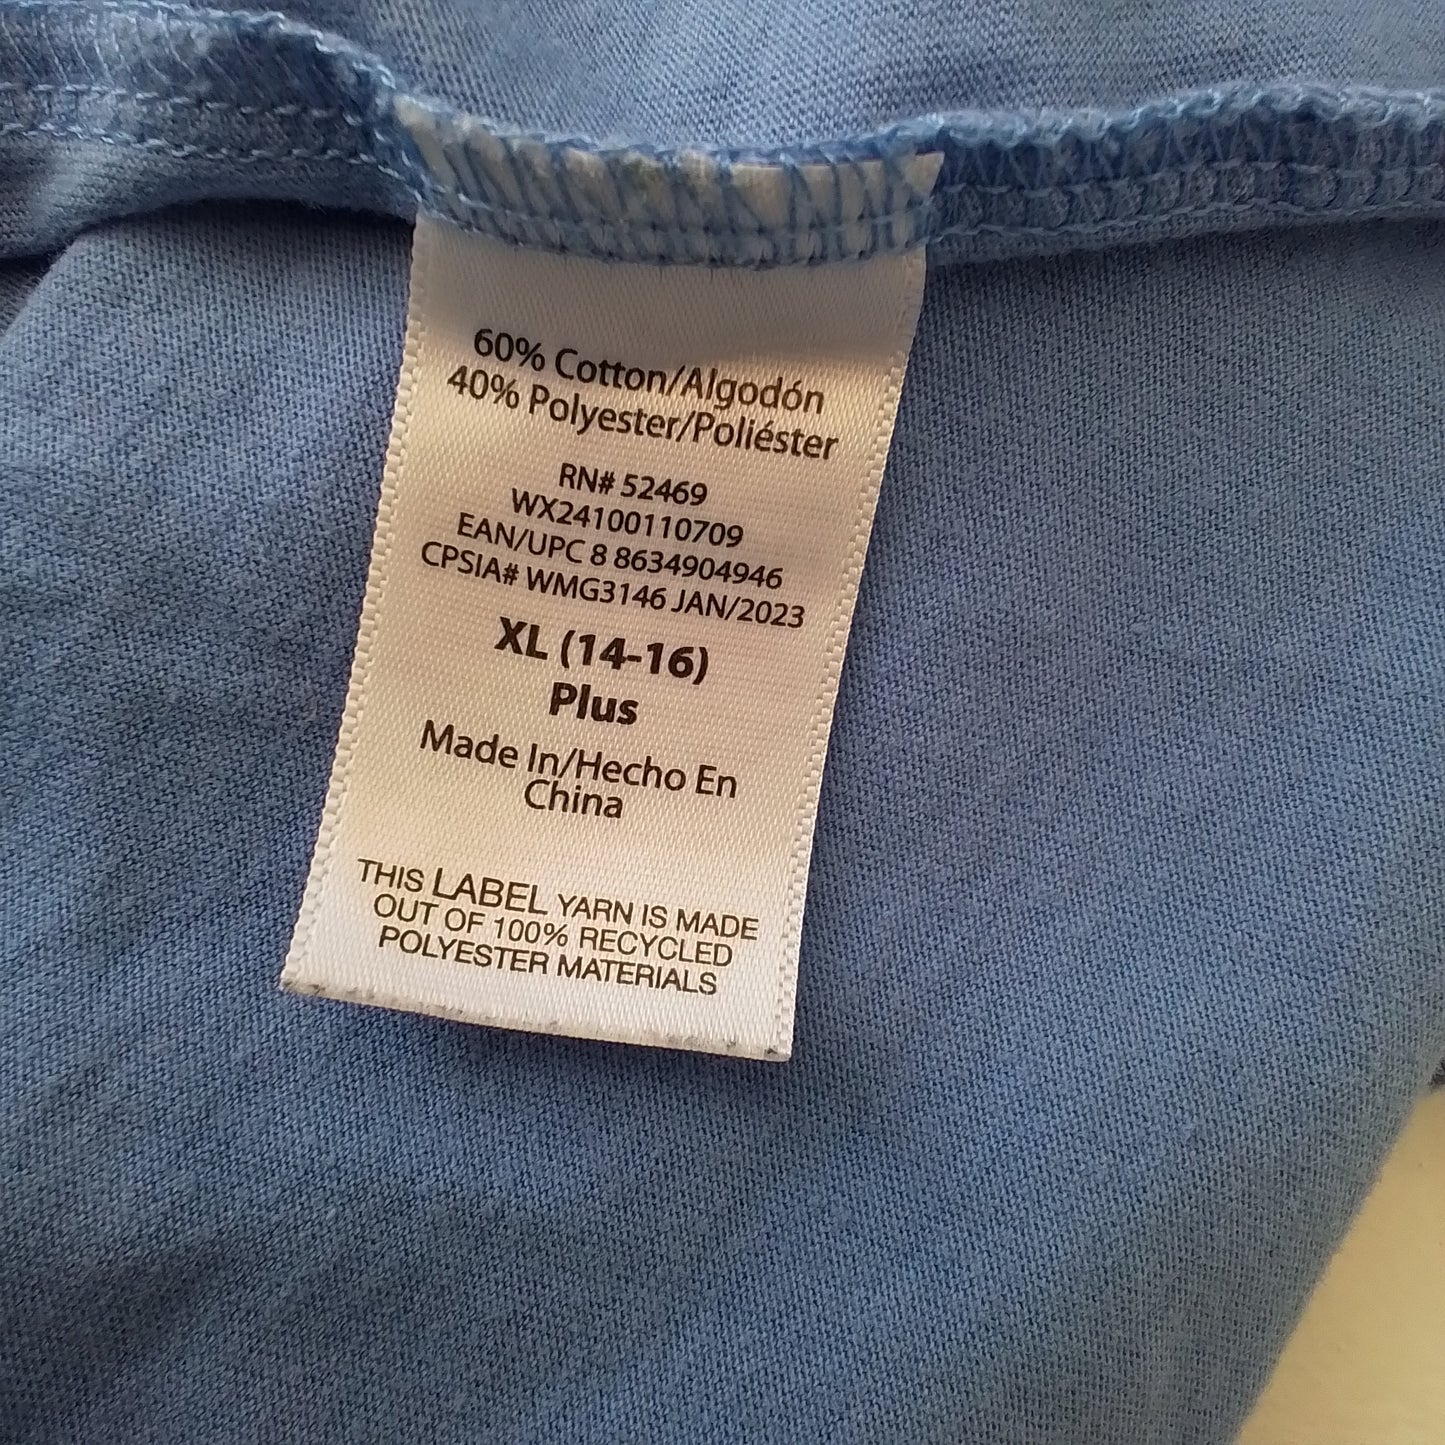 60% Cotton/Algodón
40% Polyester/Poliéster
RN# 52469
WX24100110709
EAN/UPC 8 8634904946
CPSIA# WMG3146 JAN/2023
XL (14-16)
Plus
Made In/Hecho En
China
THIS LABEL YARN IS MADE
OUT OF 100% RECYCLED
POLYESTER MATERIALS